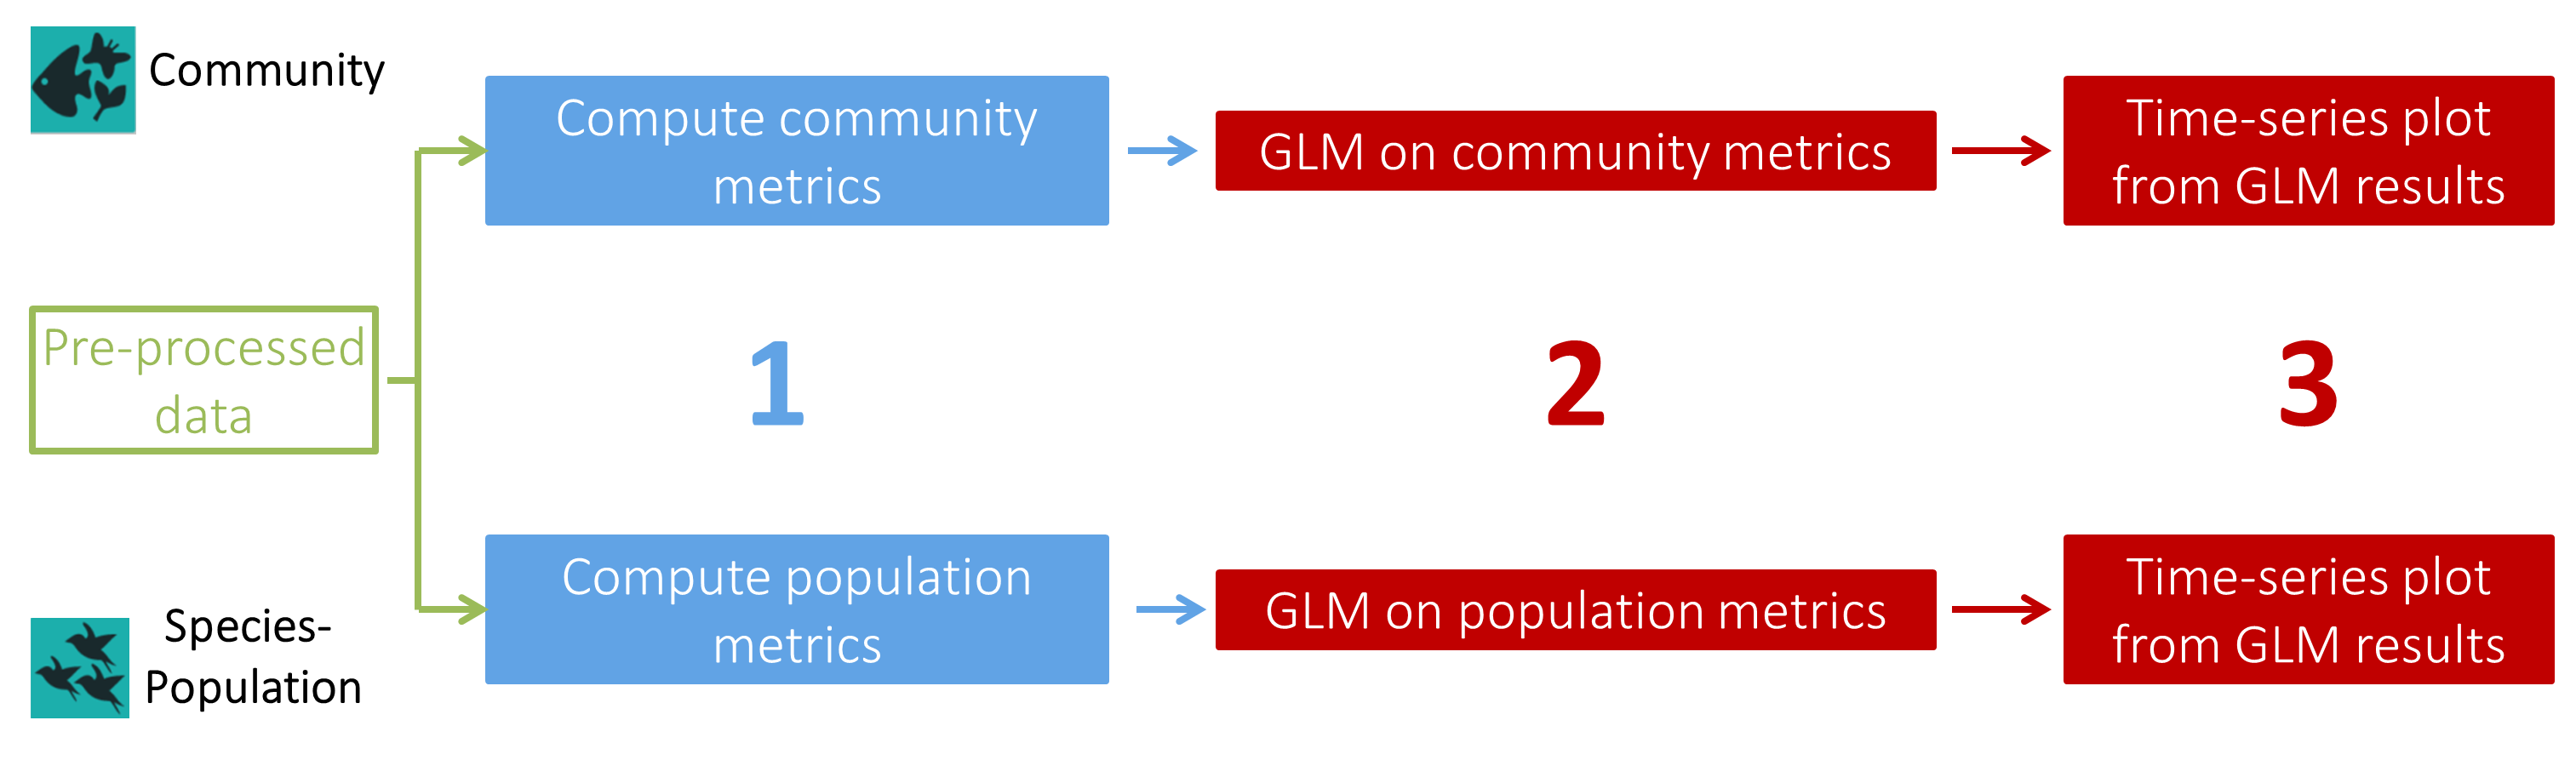 Community
Compute community
metrics
GLM on community metrics
Time-series plot
from GLM results
Pre-processed
data
1
2
3
Species-
Population
Compute population
metrics
GLM on population metrics
Time-series plot
from GLM results